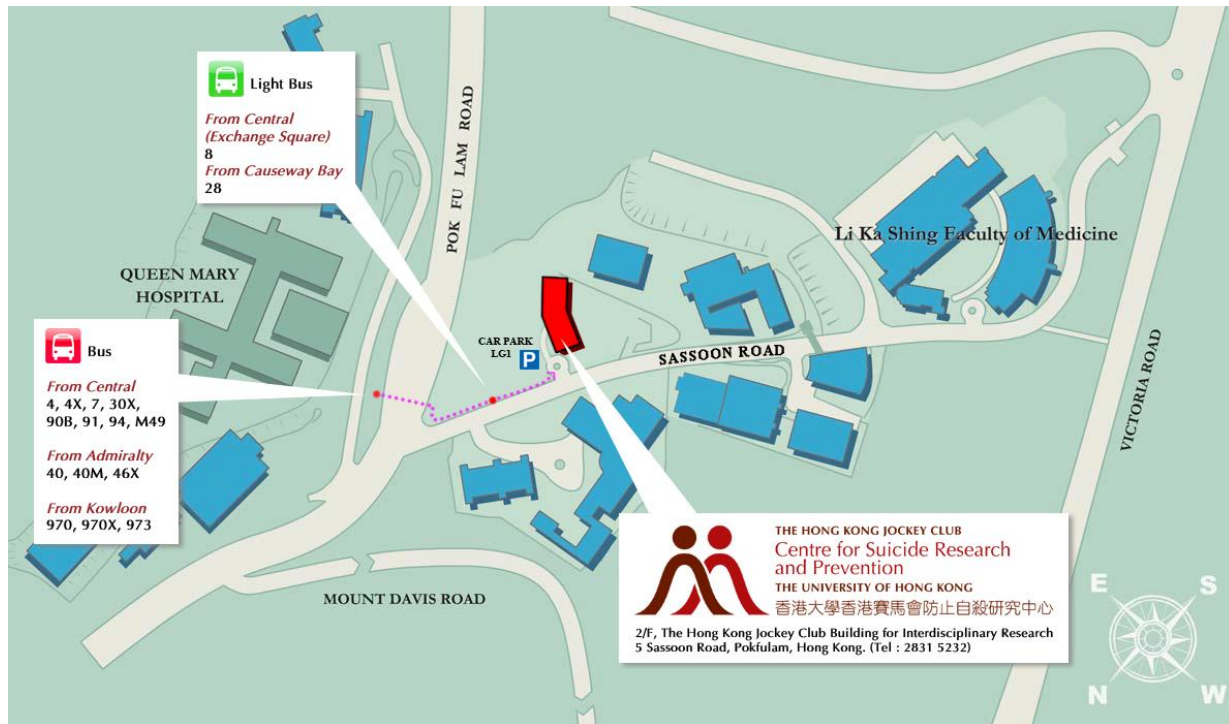 Light Bus
From Central
(Exchange Square)
8
From Causeway Bay
28
POK FU LAM ROAD
QUEEN MARY
HOSPITAL
Li Ka Shing Faculty of Medicine
CAR PARK
LG1
P
SASSOON ROAD
VICTORIA ROAD
Bus
From Central
4, 4X, 7, 30X,
90B, 91, 94, M49
From Admiralty
40, 40M, 46X
From Kowloon
970, 970X, 973
MOUNT DAVIS ROAD
THE HONG KONG JOCKEY CLUB
Centre for Suicide Research
and Prevention
THE UNIVERSITY OF HONG KONG
香港大學香港賽馬會防止自殺研究中心
2/F, The Hong Kong Jockey Club Building for Interdisciplinary Research
5 Sassoon Road, Pokfulam, Hong Kong. (Tel : 2831 5232)
E S
N W